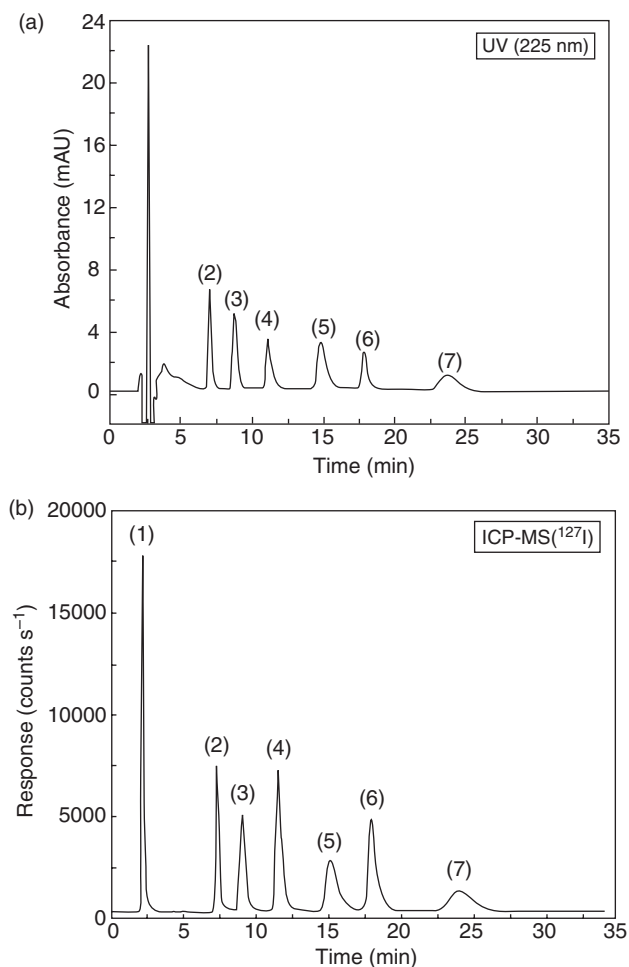 (a)
24
UV (225 nm)
20
16
12
8
4
0
Absorbance (mAU)
(2)
(3)
(4)
(5)
(6)
(7)
0 5 10 15 20 25 30 35
Time (min)
(b)
20000
ICP-MS(¹²⁷I)
15000
10000
5000
0
Response (counts s⁻¹)
(1)
(2)
(3)
(4)
(5)
(6)
(7)
0 5 10 15 20 25 30 35
Time (min)